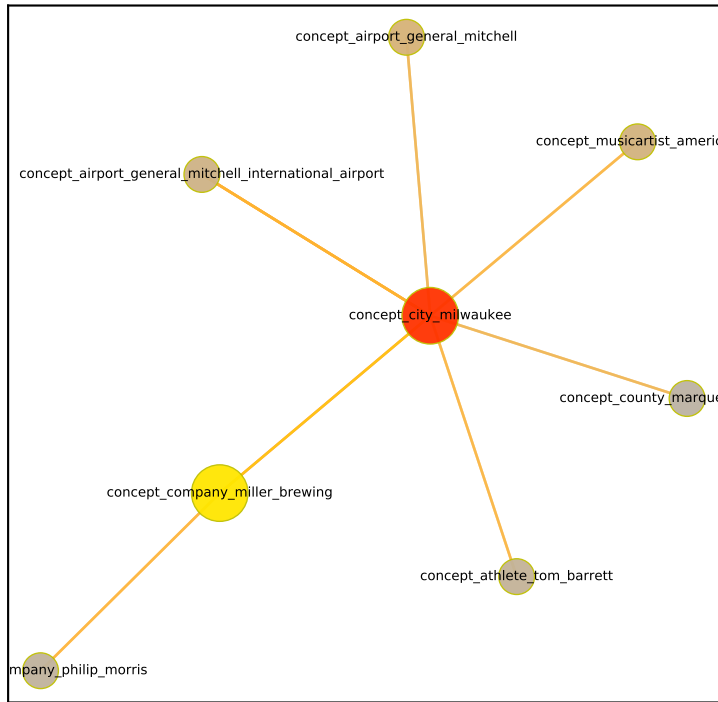 concept_airport_general_mitchell
concept_musicartist_americ
concept_airport_general_mitchell_international_airport
concept_city_milwaukee
concept_county_marque
concept_company_miller_brewing
concept_athlete_tom_barrett
mpany_philip_morris